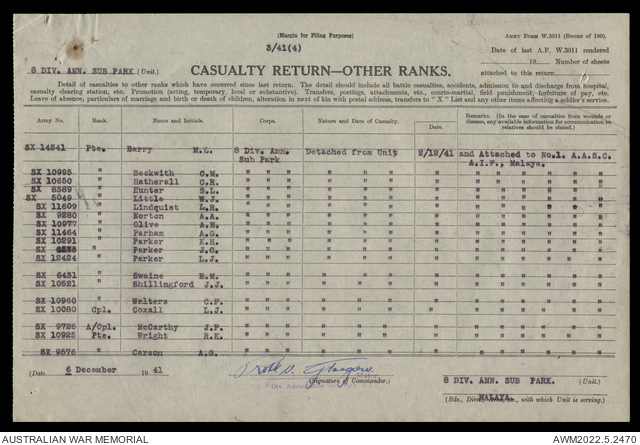 (Margin for Filing Purposes)
3/41(4)
ARMY FORM W.3011 (Books of 100).
Date of last A.F. W.3011 rendered
19 Number of sheets
attached to this return
8 DIV. AMN. SUB PARK (Unit.)
CASUALTY RETURN—OTHER RANKS.
Detail of casualties to other ranks which have occurred since last return. The detail should include all battle casualties, accidents, admission to and discharge from hospital,
casualty clearing station, etc. Promotion (acting, temporary, local or substantive). Transfers, postings, attachments, etc., courts-martial, field punishment, forfeiture of pay, etc.
Leave of absence, particulars of marriage and birth or death of children, alteration in next of kin with postal address, transfers to "X" List and any other items affecting a soldier's service.
Army No. Rank. Name and Initials. Corps. Nature and Date of Casualty. Date. Remarks. (In the case of casualties from wounds or
disease, any available information for communication to
relatives should be stated.)
SX 14541 Pte. Barry M.L. 8 Div. Amn. Detached from Unit 2/12/41 and Attached to No.1. A.A.S.C.
Sub Park A.I.F., Malaya.
SX 10995 " Beckwith C.M. " " " " " " " " " " " " "
SX 10650 " Hatherall C.R. " " " " " " " " " " " " "
SX 8389 " Hunter S.L. " " " " " " " " " " " " "
SX 5049 " Little W.J. " " " " " " " " " " " " "
SX 11609 " Lindquist L.R. " " " " " " " " " " " " "
SX 9280 " Norton A.A. " " " " " " " " " " " " "
SX 10977 " Olive A.N. " " " " " " " " " " " " "
SX 11464 " Parham A.G. " " " " " " " " " " " " "
SX 10291 " Parker K.H. " " " " " " " " " " " " "
SX " Parker J.C. " " " " " " " " " " " " "
SX 12424 " Parker L.J. " " " " " " " " " " " " "
SX 6431 " Swaine R.M. " " " " " " " " " " " " "
SX 10521 " Shillingford J.J. " " " " " " " " " " " " "
SX 10960 " Welters C.F. " " " " " " " " " " " " "
SX 10080 Cpl. Coxall L.J. " " " " " " " " " " " " "
SX 9726 A/Cpl. McCarthy J.F. " " " " " " " " " " " " "
SX 10925 Pte. Wright R.K. " " " " " " " " " " " " "
SX 9576 " Carson A.G. " " " " " " " " " " " " "
(Date 6 December 1941
(Signature of Commander.)
8 DIV. AMN. SUB PARK. (Unit.)
MALAYA.
(Bde., Div., etc., with which Unit is serving.)
AUSTRALIAN WAR MEMORIAL
AWM2022.5.2470